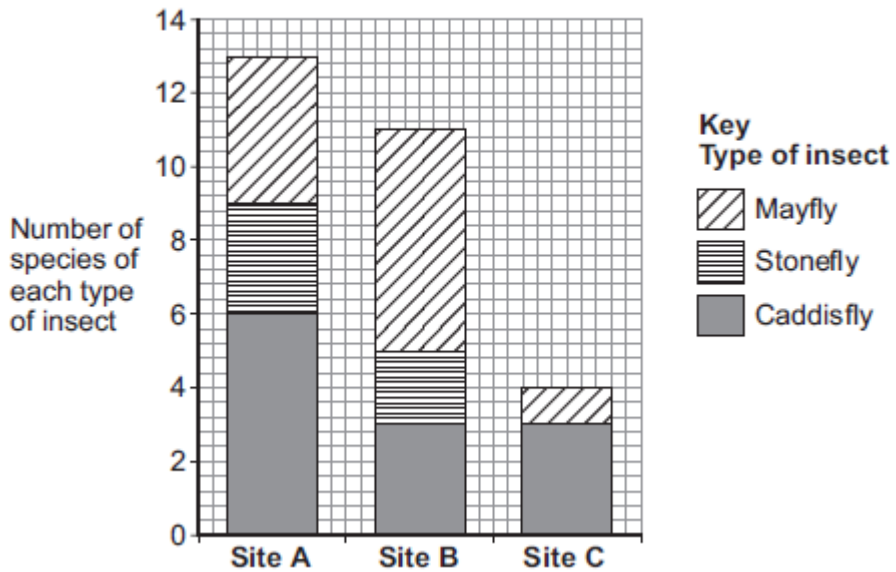 14
12
10
8
6
4
2
0
Number of
species of
each type
of insect
Site A
Site B
Site C
Key
Type of insect
Mayfly
Stonefly
Caddisfly